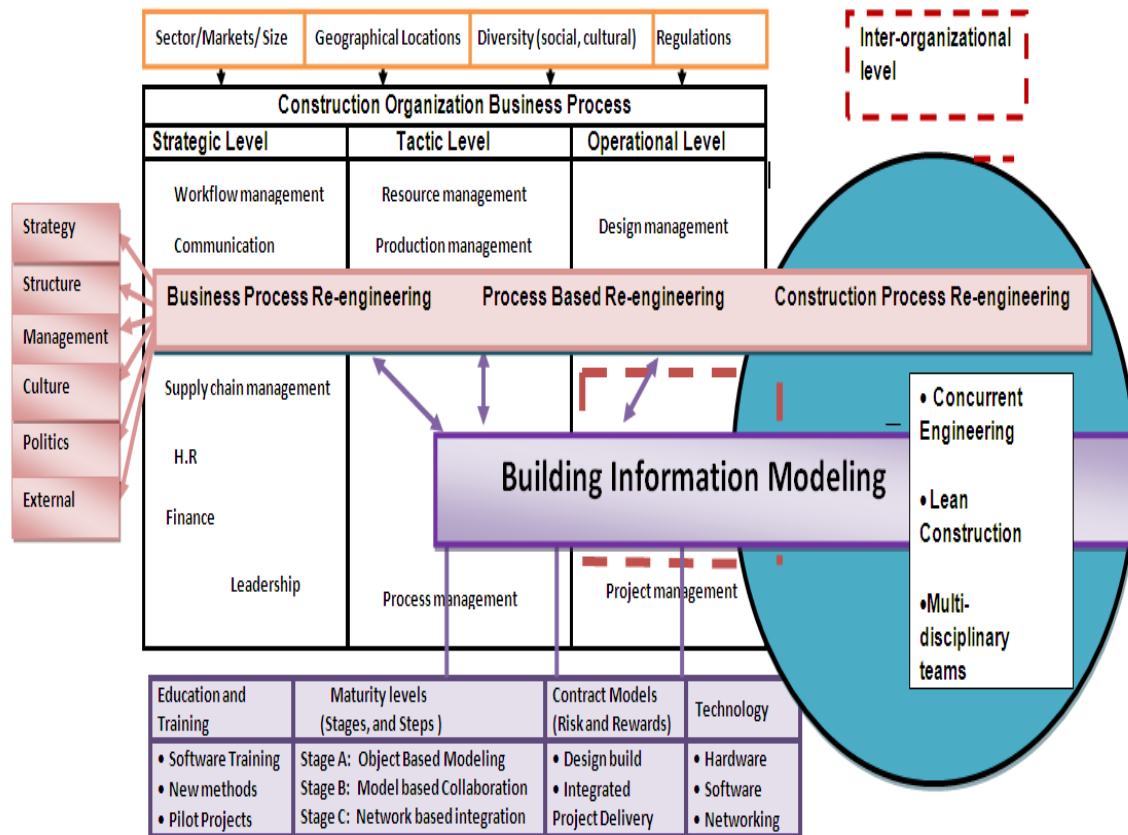 Sector/Markets/ Size
Geographical Locations
Diversity (social, cultural)
Regulations
Inter-organizational
level
Construction Organization Business Process
Strategic Level
Tactic Level
Operational Level
Workflow management
Resource management
Communication
Production management
Design management
Strategy
Structure
Management
Culture
Politics
External
Business Process Re-engineering
Process Based Re-engineering
Construction Process Re-engineering
Supply chain management
H.R
Finance
Leadership
Process management
Project management
Building Information Modeling
• Concurrent
Engineering
• Lean
Construction
•Multi-
disciplinary
teams
Education and
Training
• Software Training
• New methods
• Pilot Projects
Maturity levels
(Stages, and Steps )
Stage A: Object Based Modeling
Stage B: Model based Collaboration
Stage C: Network based integration
Contract Models
(Risk and Rewards)
• Design build
• Integrated
Project Delivery
Technology
• Hardware
• Software
• Networking